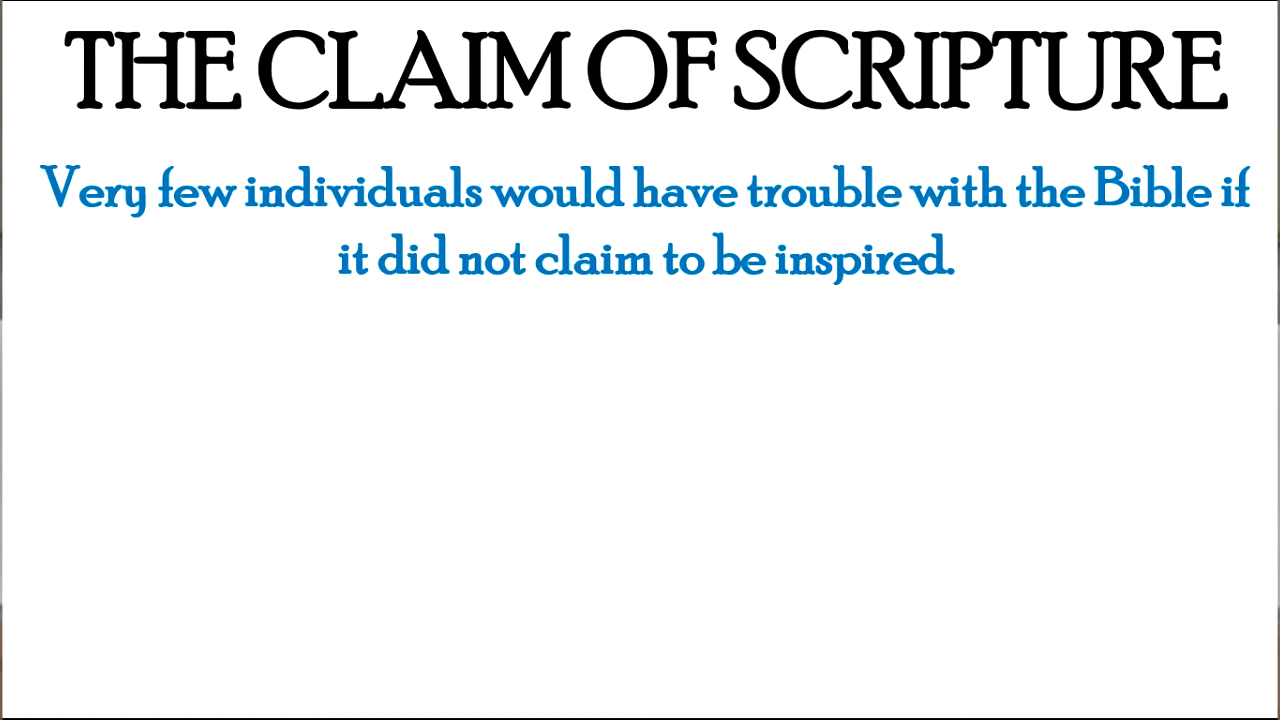 THE CLAIM OF SCRIPTURE
Very few individuals would have trouble with the Bible if
it did not claim to be inspired.